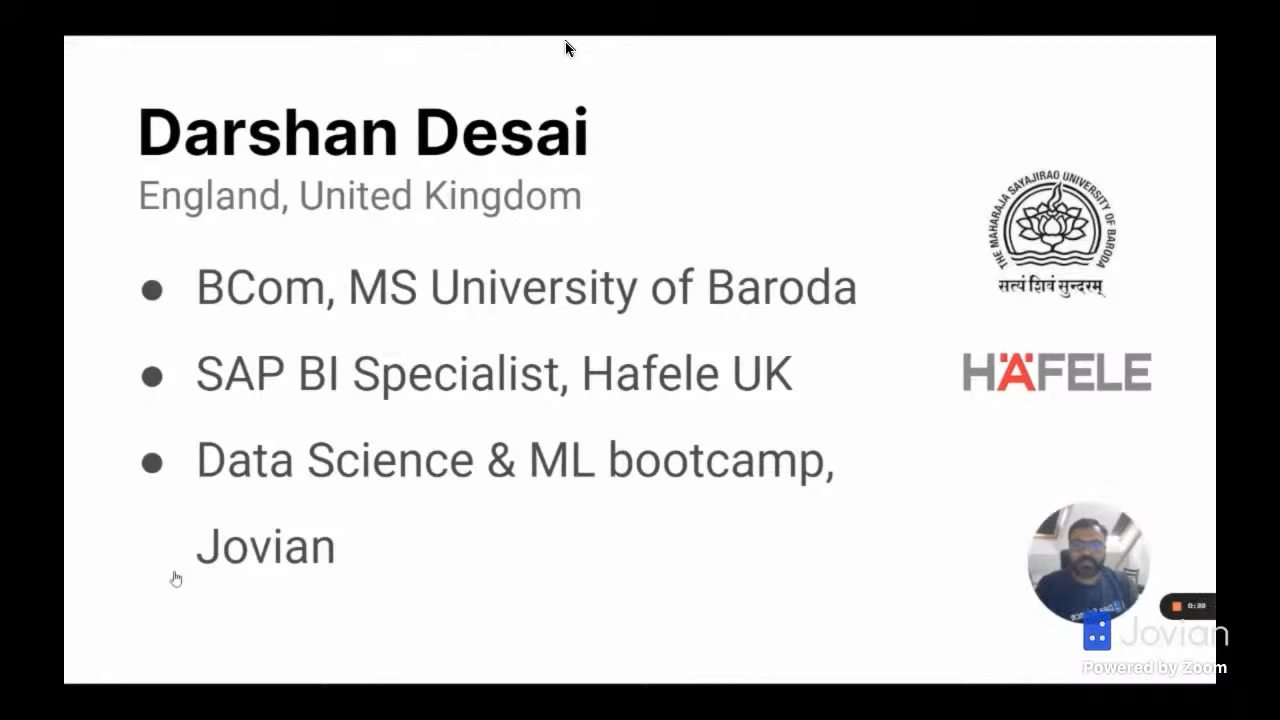 Darshan Desai
England, United Kingdom
● BCom, MS University of Baroda
● SAP BI Specialist, Hafele UK
● Data Science & ML bootcamp,
Jovian
THE MAHARAJA SAYAJIRAO UNIVERSITY OF BARODA
सत्यं शिवं सुन्दरम्
HÄFELE
Jovian
Powered by Zoom